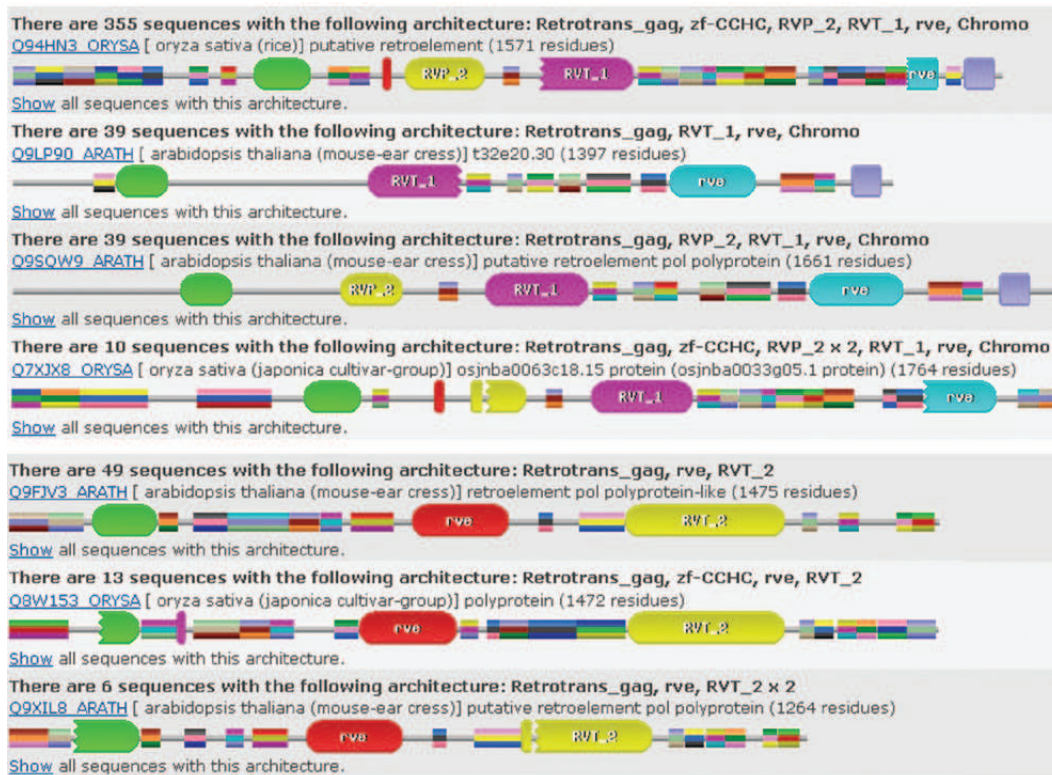 There are 355 sequences with the following architecture: Retrotrans_gag, zf-CCHC, RVP_2, RVT_1, rve, Chromo
Q94HN3_ORYSA [ oryza sativa (rice)] putative retroelement (1571 residues)
RVP_2 RVT_1 rve
Show all sequences with this architecture.
There are 39 sequences with the following architecture: Retrotrans_gag, RVT_1, rve, Chromo
Q9LP90_ARATH [ arabidopsis thaliana (mouse-ear cress)] t32e20.30 (1397 residues)
RVT_1 rve
Show all sequences with this architecture.
There are 39 sequences with the following architecture: Retrotrans_gag, RVP_2, RVT_1, rve, Chromo
Q9SQW9_ARATH [ arabidopsis thaliana (mouse-ear cress)] putative retroelement pol polyprotein (1661 residues)
RVP_2 RVT_1 rve
Show all sequences with this architecture.
There are 10 sequences with the following architecture: Retrotrans_gag, zf-CCHC, RVP_2 x 2, RVT_1, rve, Chromo
Q7XJX8_ORYSA [ oryza sativa (japonica cultivar-group)] osjnba0063c18.15 protein (osjnba0033g05.1 protein) (1764 residues)
RVT_1 rve
Show all sequences with this architecture.
There are 49 sequences with the following architecture: Retrotrans_gag, rve, RVT_2
Q9FJV3_ARATH [ arabidopsis thaliana (mouse-ear cress)] retroelement pol polyprotein-like (1475 residues)
rve RVT_2
Show all sequences with this architecture.
There are 13 sequences with the following architecture: Retrotrans_gag, zf-CCHC, rve, RVT_2
Q8W153_ORYSA [ oryza sativa (japonica cultivar-group)] polyprotein (1472 residues)
rve RVT_2
Show all sequences with this architecture.
There are 6 sequences with the following architecture: Retrotrans_gag, rve, RVT_2 x 2
Q9XIL8_ARATH [ arabidopsis thaliana (mouse-ear cress)] putative retroelement pol polyprotein (1264 residues)
rve RVT_2
Show all sequences with this architecture.